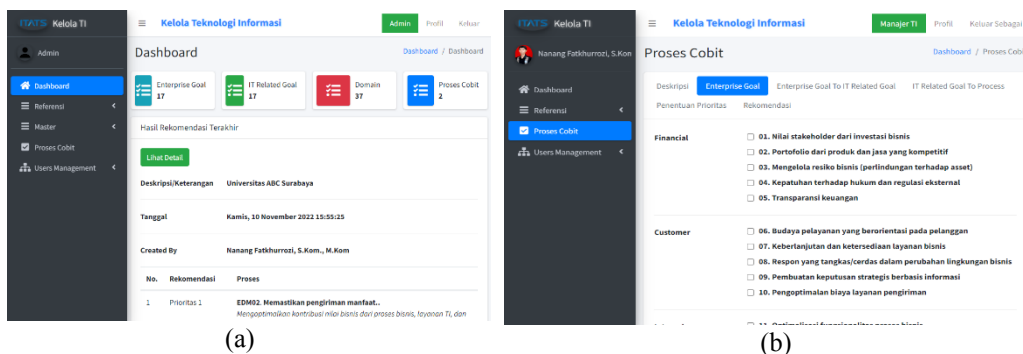 ITATS Kelola TI
Kelola Teknologi Informasi
Admin Profil Keluar
Admin
Dashboard
Referensi
Master
Proses Cobit
Users Management
Dashboard
Dashboard / Dashboard
Enterprise Goal
17
IT Related Goal
17
Domain
37
Proses Cobit
2
Hasil Rekomendasi Terakhir
Lihat Detail
Deskripsi/Keterangan Universitas ABC Surabaya
Tanggal Kamis, 10 November 2022 15:55:25
Created By Nanang Fatkhurrozi, S.Kom., M.Kom
No. Rekomendasi Proses
1 Prioritas 1 EDM02. Memastikan pengiriman manfaat..
Mengoptimalkan kontribusi nilai bisnis dari proses bisnis, layanan TI, dan
(a)
ITATS Kelola TI
Kelola Teknologi Informasi
Manajer TI Profil Keluar Sebagai
Nanang Fatkhurrozi, S.Kon
Dashboard
Referensi
Proses Cobit
Users Management
Proses Cobit
Dashboard / Proses Cobi
Deskripsi Enterprise Goal Enterprise Goal To IT Related Goal IT Related Goal To Process
Penentuan Prioritas Rekomendasi
Financial
01. Nilai stakeholder dari investasi bisnis
02. Portofolio dari produk dan jasa yang kompetitif
03. Mengelola resiko bisnis (perlindungan terhadap asset)
04. Kepatuhan terhadap hukum dan regulasi eksternal
05. Transparansi keuangan
Customer
06. Budaya pelayanan yang berorientasi pada pelanggan
07. Keberlanjutan dan ketersediaan layanan bisnis
08. Respon yang tangkas/cerdas dalam perubahan lingkungan bisnis
09. Pembuatan keputusan strategis berbasis informasi
10. Pengoptimalan biaya layanan pengiriman
(b)